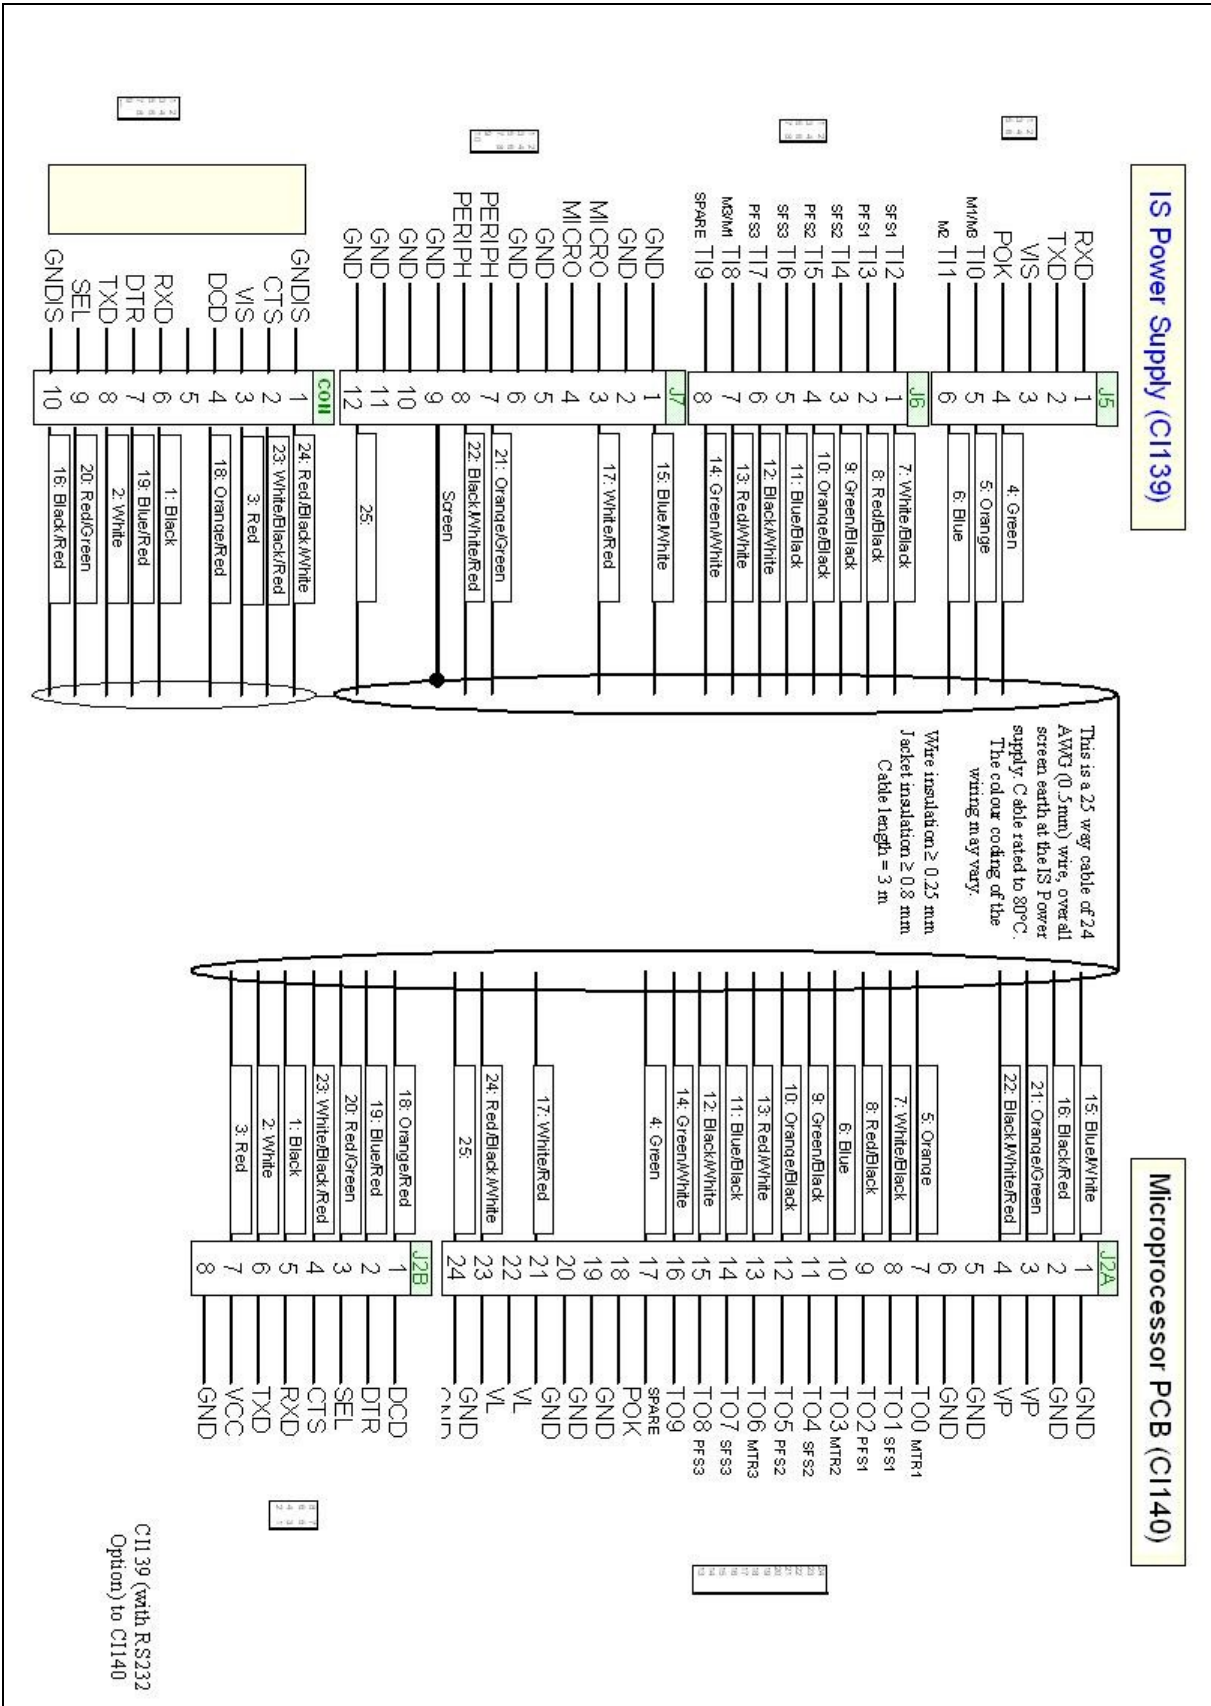 IS Power Supply (CI139)
J5
RXD 1
TXD 2
VIS 3
POK 4 4: Green
M1/M3 TI0 5 5: Orange
M2 TI1 6 6: Blue
J6
SFS1 TI2 1 7: White/Black
PFS1 TI3 2 8: Red/Black
SFS2 TI4 3 9: Green/Black
PFS2 TI5 4 10: Orange/Black
SFS3 TI6 5 11: Blue/Black
PFS3 TI7 6 12: Black/White
M3/M1 TI8 7 13: Red/White
SPARE TI9 8 14: Green/White
J7
GND 1 15: Blue/White
GND 2
MICRO 3 17: White/Red
MICRO 4
GND 5
GND 6
PERIPH 7 21: Orange/Green
PERIPH 8 22: Black/White/Red
GND 9 Screen
GND 10
GND 11
GND 12 25:
COH
GNDIS 1 24: Red/Black/White
CTS 2 23: White/Black/Red
VIS 3 3: Red
DCD 4 18: Orange/Red
5
RXD 6 1: Black
DTR 7 19: Blue/Red
TXD 8 2: White
SEL 9 20: Red/Green
GNDIS 10 16: Black/Red
This is a 25 way cable of 24
AWG (0.5mm) wire, overall
screen earth at the IS Power
supply. Cable rated to 80°C.
The colour coding of the
wiring may vary.
Wire insulation ≥ 0.25 mm
Jacket insulation ≥ 0.8 mm
Cable length = 3 m
Microprocessor PCB (CI140)
J2A
15: Blue/White 1 GND
16: Black/Red 2 GND
21: Orange/Green 3 VP
22: Black/White/Red 4 VP
5 GND
6 GND
5: Orange 7 TO0 MTR1
7: White/Black 8 TO1 SFS1
8: Red/Black 9 TO2 PFS1
6: Blue 10 TO3 MTR2
9: Green/Black 11 TO4 SFS2
10: Orange/Black 12 TO5 PFS2
13: Red/White 13 TO6 MTR3
11: Blue/Black 14 TO7 SFS3
12: Black/White 15 TO8 PFS3
14: Green/White 16 TO9
4: Green 17 SPARE
18 POK
19 GND
20 GND
17: White/Red 21 GND
22 VL
24: Red/Black/White 23 VL
25: 24 GND
GND
J2B
18: Orange/Red 1 DCD
19: Blue/Red 2 DTR
20: Red/Green 3 SEL
23: White/Black/Red 4 CTS
1: Black 5 RXD
2: White 6 TXD
3: Red 7 VCC
8 GND
CI139 (with RS232
Option) to CI140